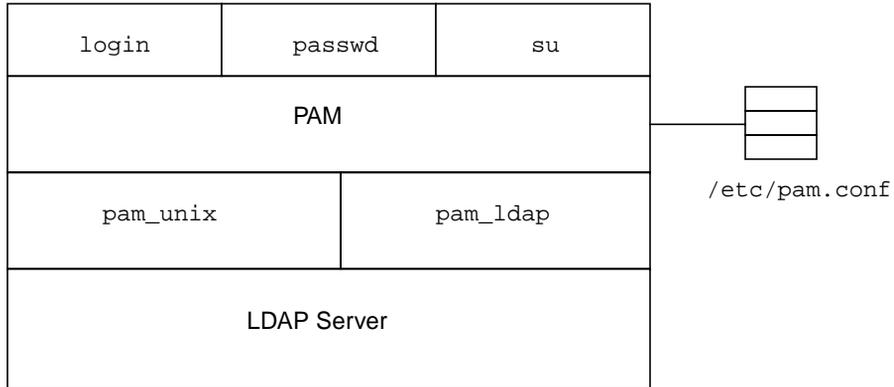 login passwd su
PAM
/etc/pam.conf
pam_unix pam_ldap
LDAP Server